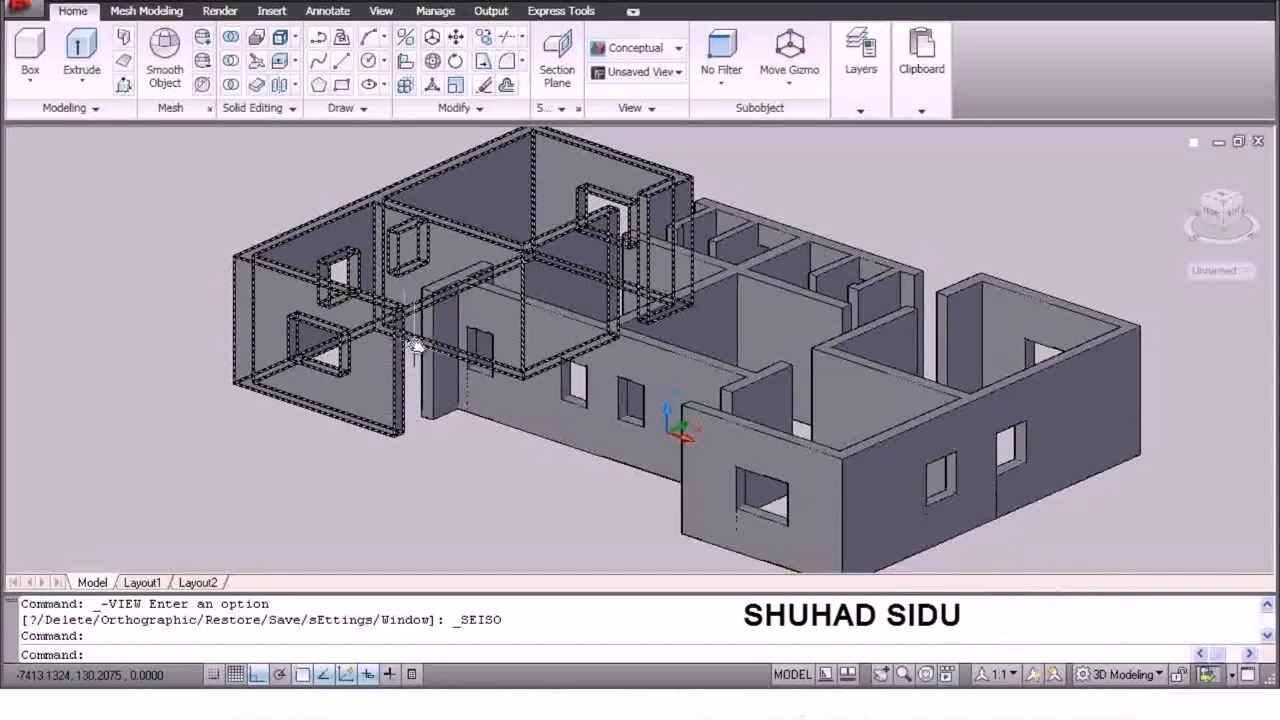 Home Mesh Modeling Render Insert Annotate View Manage Output Express Tools
Box Extrude Smooth Object Section Plane Conceptual Unsaved View No Filter Move Gizmo Layers Clipboard
Modeling Mesh Solid Editing Draw Modify S... View Subobject
Unnamed
Model Layout1 Layout2
Command: _-VIEW Enter an option
[?/Delete/Orthographic/Restore/Save/sEttings/Window]: _SEISO
Command:
Command:
SHUHAD SIDU
-7413.1324, 130.2075, 0.0000 MODEL 1:1 3D Modeling